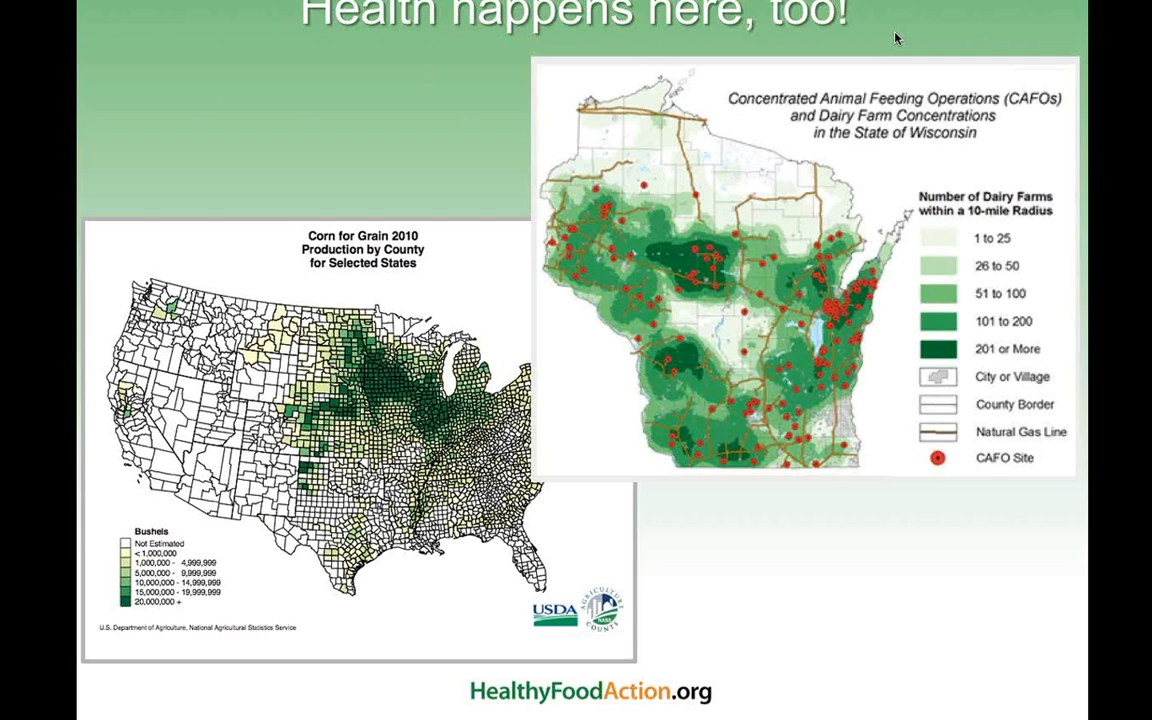 Health happens here, too!
Concentrated Animal Feeding Operations (CAFOs)
and Dairy Farm Concentrations
in the State of Wisconsin
Number of Dairy Farms
within a 10-mile Radius
1 to 25
26 to 50
51 to 100
101 to 200
201 or More
City or Village
County Border
Natural Gas Line
CAFO Site
Corn for Grain 2010
Production by County
for Selected States
Bushels
Not Estimated
< 1,000,000
1,000,000 - 4,999,999
5,000,000 - 9,999,999
10,000,000 - 14,999,999
15,000,000 - 19,999,999
20,000,000 +
U.S. Department of Agriculture, National Agricultural Statistics Service
USDA
AGRICULTURE
NASS
COUNTS
HealthyFoodAction.org